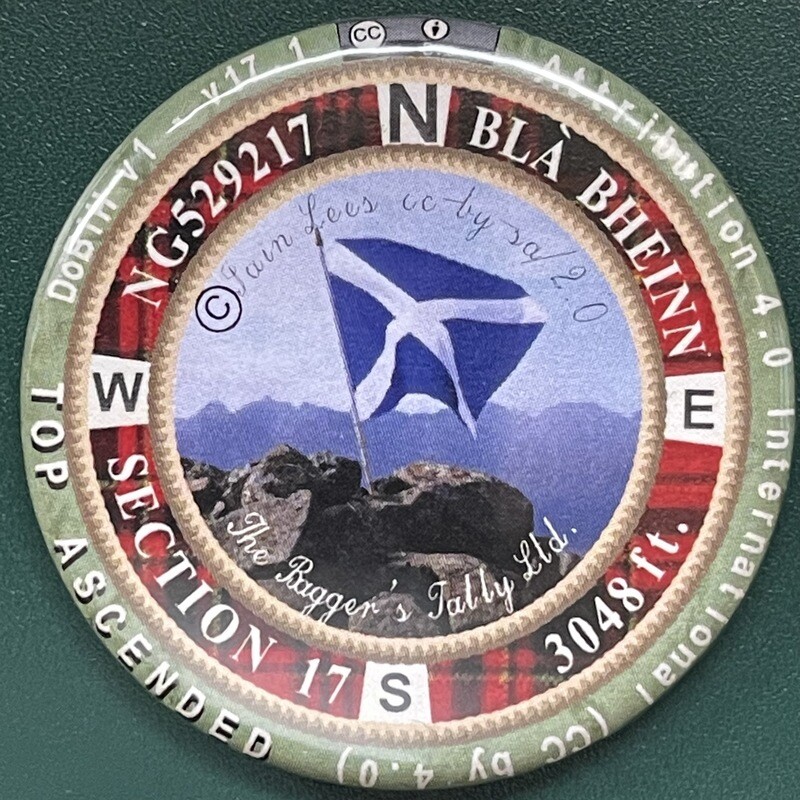 DoBIH v17.1
cc
Attribution 4.0 International (CC by 4.0)
TOP ASCENDED
N
BLÀ BHEINN
E
3048 ft.
S
SECTION 17
W
NG529217
© Iain Lees cc-by-sa/2.0
The Bagger's Tally Ltd.